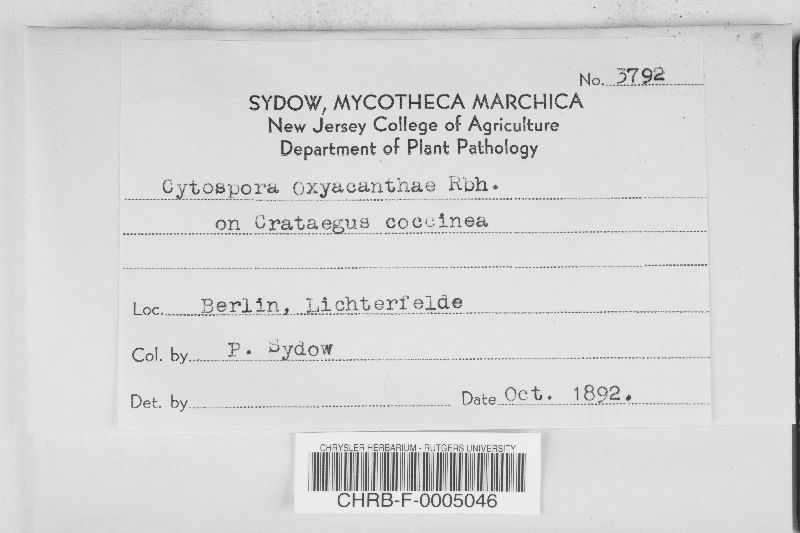 No. 3792
SYDOW, MYCOTHECA MARCHICA
New Jersey College of Agriculture
Department of Plant Pathology
Cytospora oxyacanthae Rbh.
on Crataegus coccinea
Loc. Berlin, Lichterfelde
Col. by P. Sydow
Det. by Date Oct. 1892.
CHRYSLER HERBARIUM - RUTGERS UNIVERSITY
CHRB-F-0005046